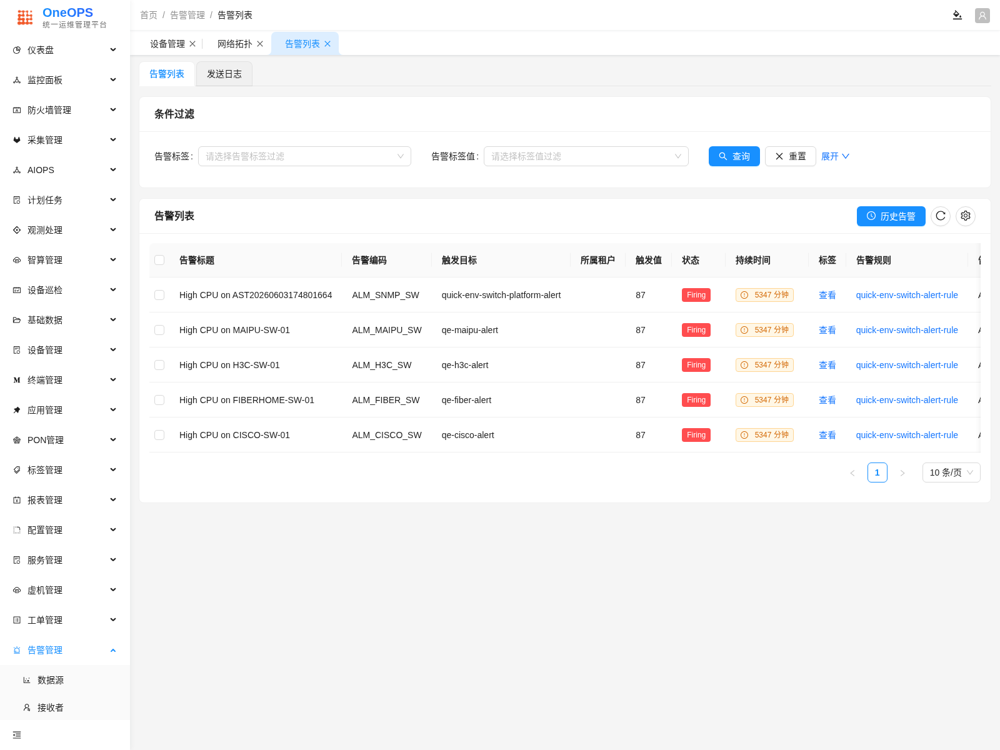 OneOPS
统一运维管理平台
首页 / 告警管理 / 告警列表
仪表盘
监控面板
防火墙管理
采集管理
AIOPS
计划任务
观测处理
智算管理
设备巡检
基础数据
设备管理
终端管理
应用管理
PON管理
标签管理
报表管理
配置管理
服务管理
虚机管理
工单管理
告警管理
数据源
接收者
设备管理 网络拓扑 告警列表
告警列表 发送日志
条件过滤
告警标签: 请选择告警标签过滤 告警标签值: 请选择标签值过滤 查询 重置 展开
告警列表 历史告警
告警标题 告警编码 触发目标 所属租户 触发值 状态 持续时间 标签 告警规则
High CPU on AST20260603174801664 ALM_SNMP_SW quick-env-switch-platform-alert 87 Firing 5347 分钟 查看 quick-env-switch-alert-rule
High CPU on MAIPU-SW-01 ALM_MAIPU_SW qe-maipu-alert 87 Firing 5347 分钟 查看 quick-env-switch-alert-rule
High CPU on H3C-SW-01 ALM_H3C_SW qe-h3c-alert 87 Firing 5347 分钟 查看 quick-env-switch-alert-rule
High CPU on FIBERHOME-SW-01 ALM_FIBER_SW qe-fiber-alert 87 Firing 5347 分钟 查看 quick-env-switch-alert-rule
High CPU on CISCO-SW-01 ALM_CISCO_SW qe-cisco-alert 87 Firing 5347 分钟 查看 quick-env-switch-alert-rule
1 10 条/页